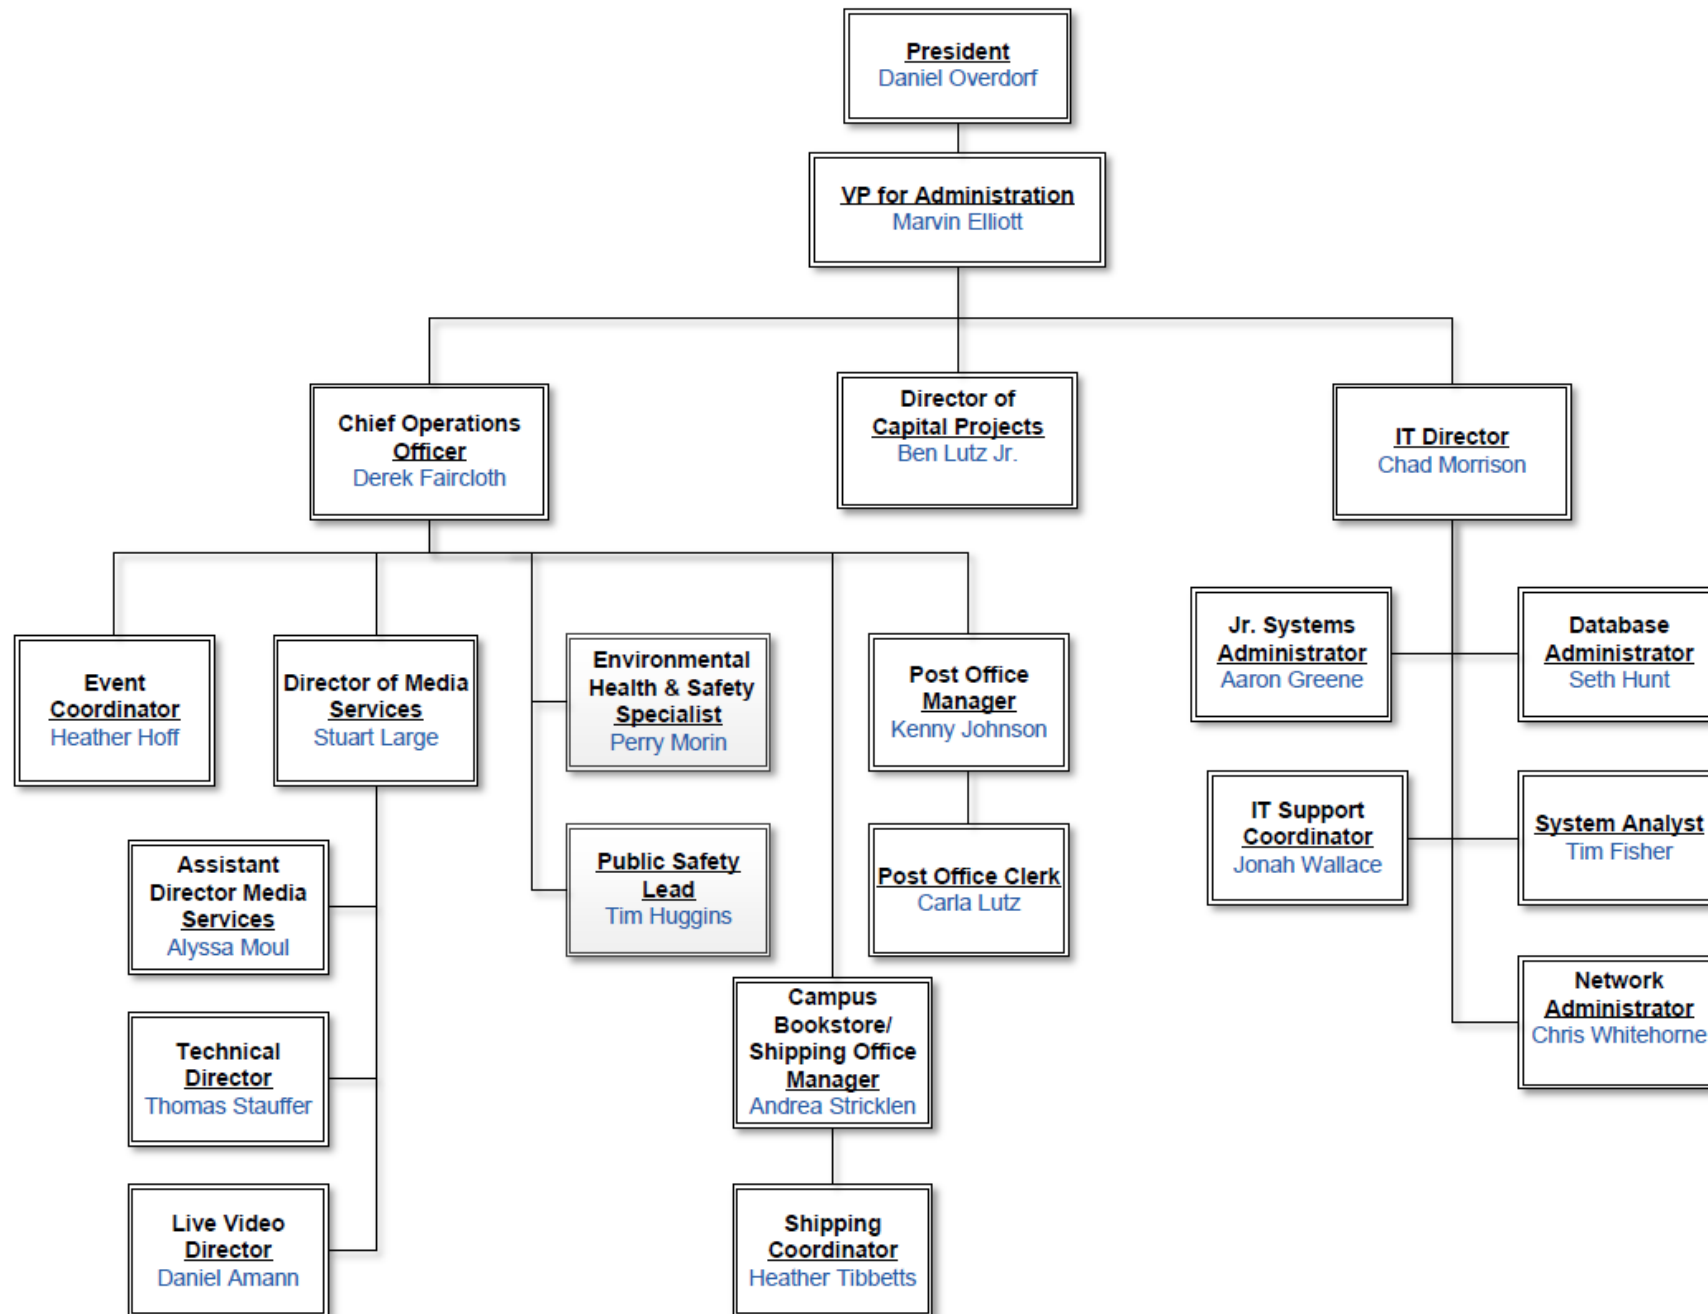 President
Daniel Overdorf
VP for Administration
Marvin Elliott
Chief Operations
Officer
Derek Faircloth
Director of
Capital Projects
Ben Lutz Jr.
IT Director
Chad Morrison
Event
Coordinator
Heather Hoff
Director of Media
Services
Stuart Large
Environmental
Health & Safety
Specialist
Perry Morin
Post Office
Manager
Kenny Johnson
Jr. Systems
Administrator
Aaron Greene
Database
Administrator
Seth Hunt
Assistant
Director Media
Services
Alyssa Moul
Public Safety
Lead
Tim Huggins
Post Office Clerk
Carla Lutz
IT Support
Coordinator
Jonah Wallace
System Analyst
Tim Fisher
Technical
Director
Thomas Stauffer
Campus
Bookstore/
Shipping Office
Manager
Andrea Stricklen
Network
Administrator
Chris Whitehorne
Live Video
Director
Daniel Amann
Shipping
Coordinator
Heather Tibbetts